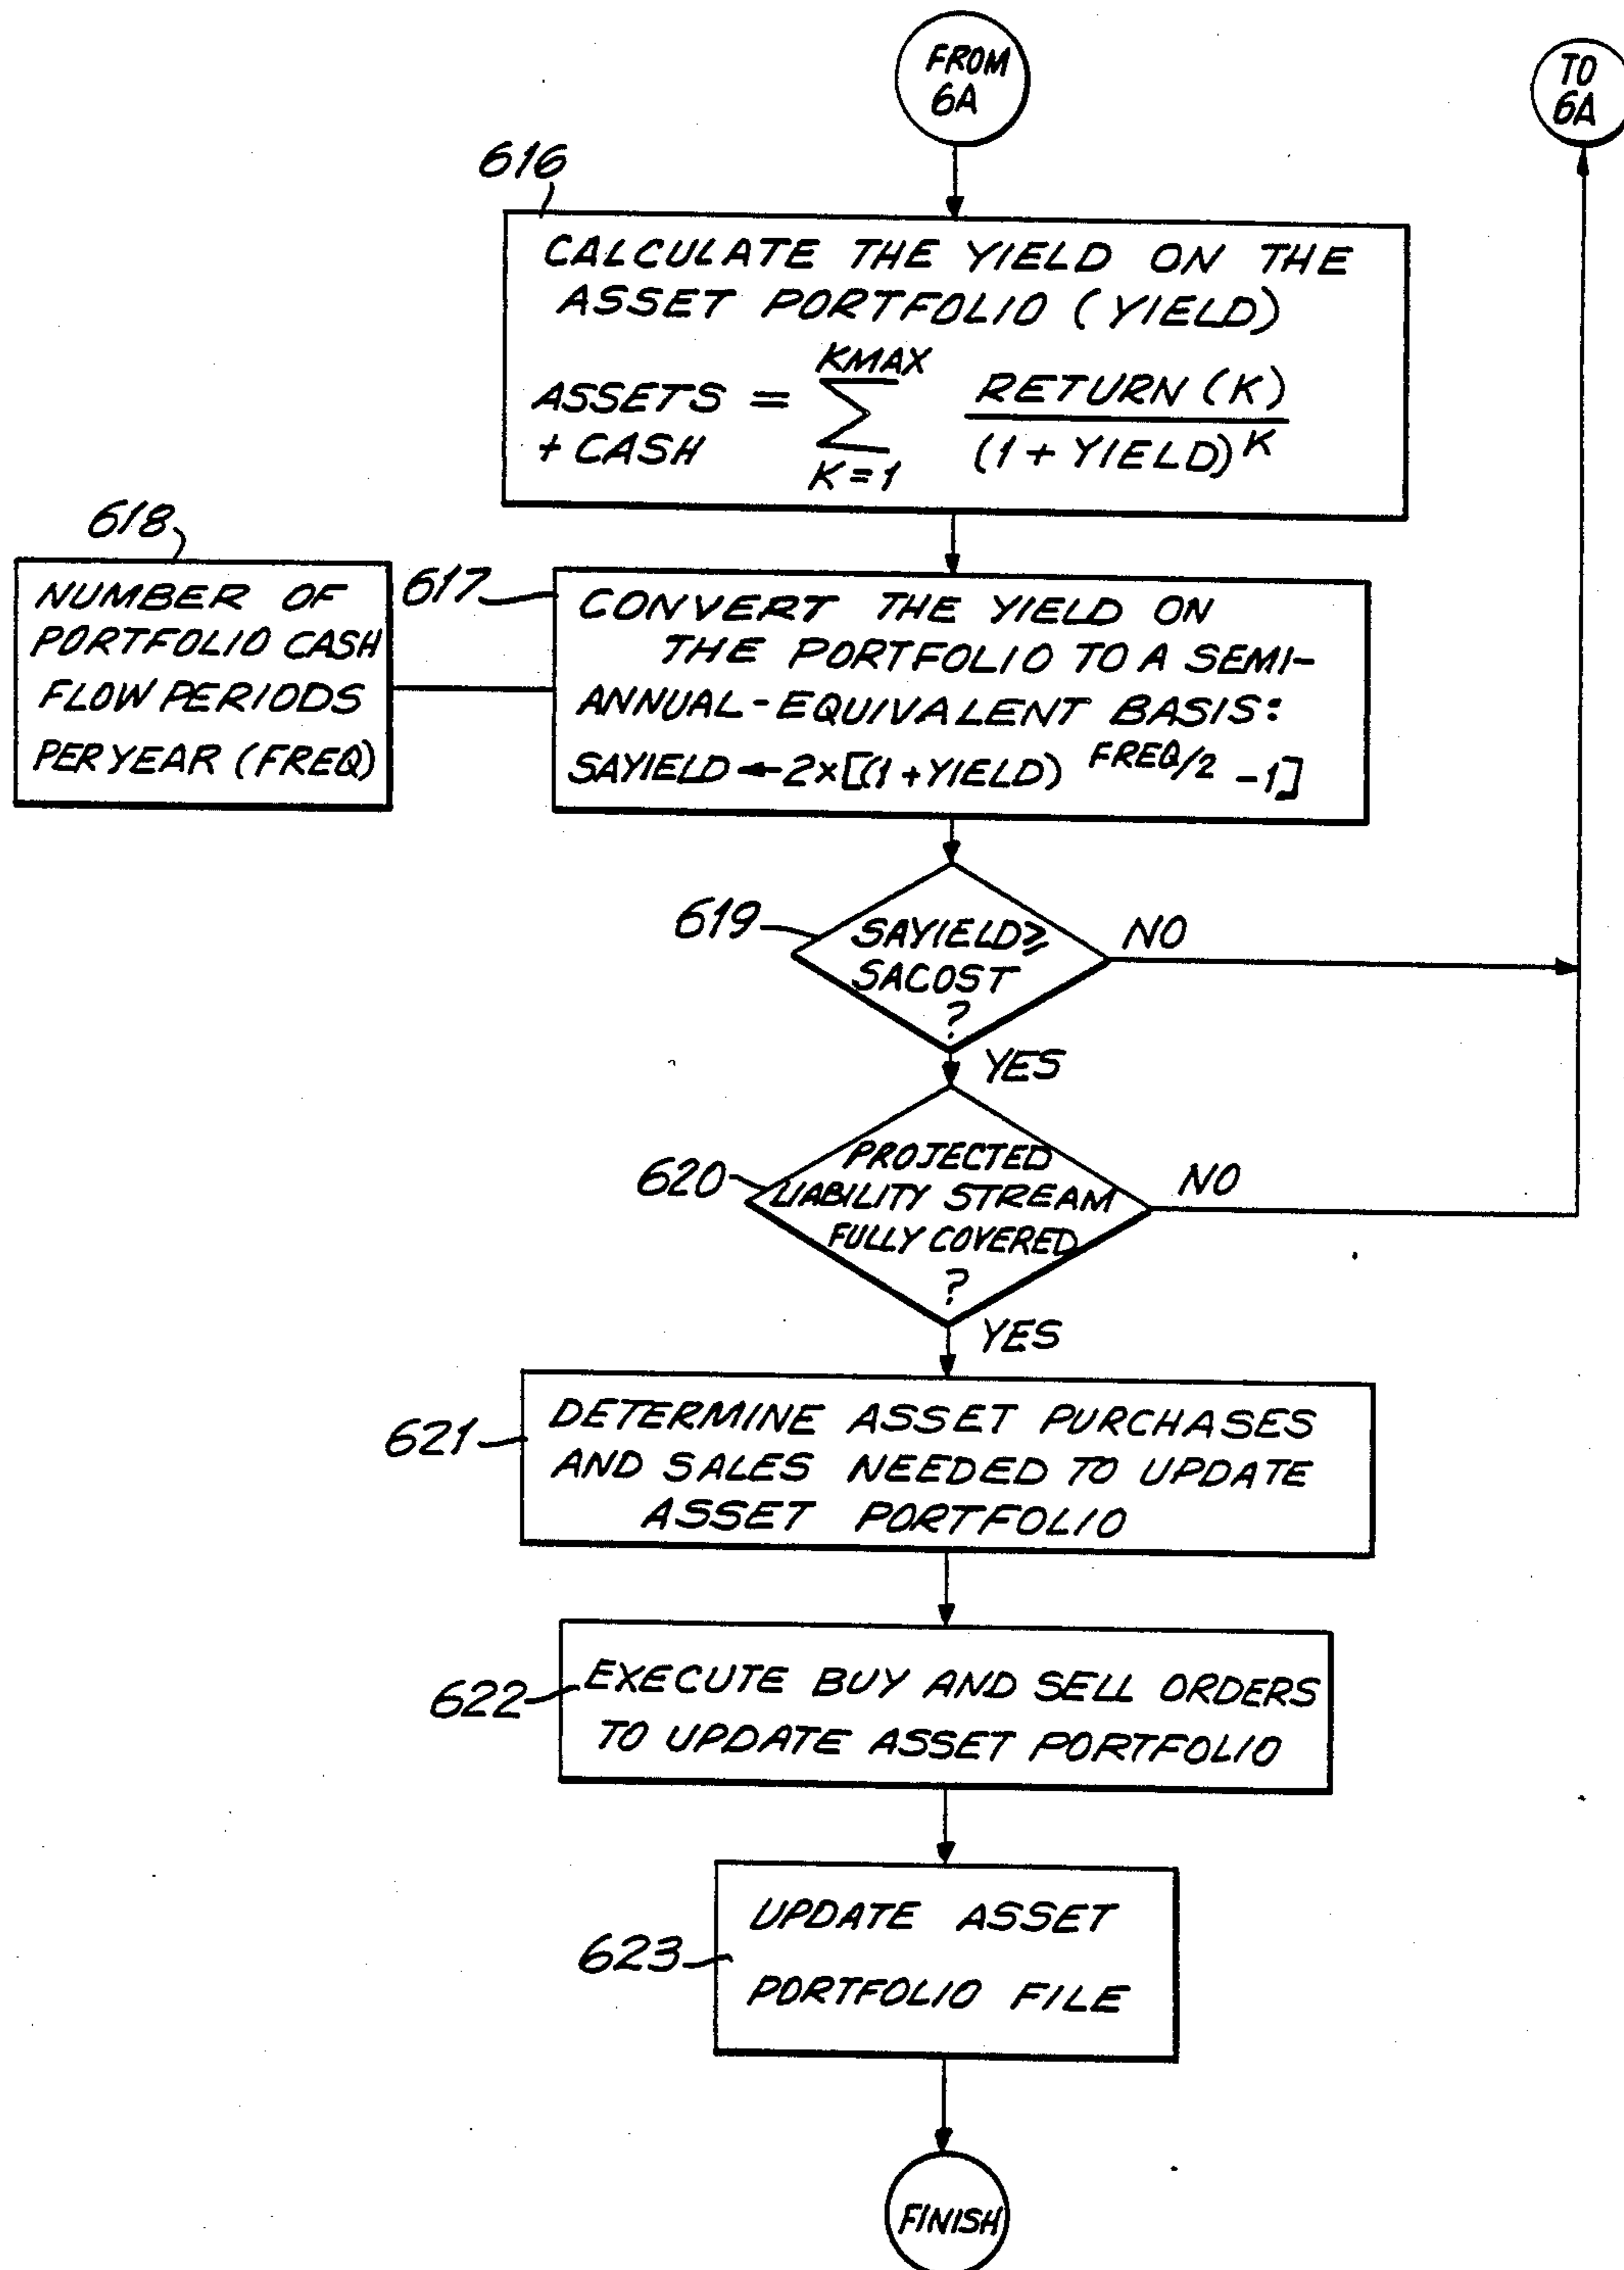 FROM
6A
TO
6A
616
CALCULATE THE YIELD ON THE
ASSET PORTFOLIO (YIELD)
ASSETS + CASH = ∑ K=1 KMAX RETURN (K) / (1 + YIELD)^K
618
NUMBER OF
PORTFOLIO CASH
FLOW PERIODS
PER YEAR (FREQ)
617
CONVERT THE YIELD ON
THE PORTFOLIO TO A SEMI-
ANNUAL-EQUIVALENT BASIS:
SAYIELD ← 2×[(1 + YIELD)^FREQ/2 -1]
619
SAYIELD ≥
SACOST
?
NO
YES
620
PROJECTED
LIABILITY STREAM
FULLY COVERED
?
NO
YES
621
DETERMINE ASSET PURCHASES
AND SALES NEEDED TO UPDATE
ASSET PORTFOLIO
622
EXECUTE BUY AND SELL ORDERS
TO UPDATE ASSET PORTFOLIO
623
UPDATE ASSET
PORTFOLIO FILE
FINISH